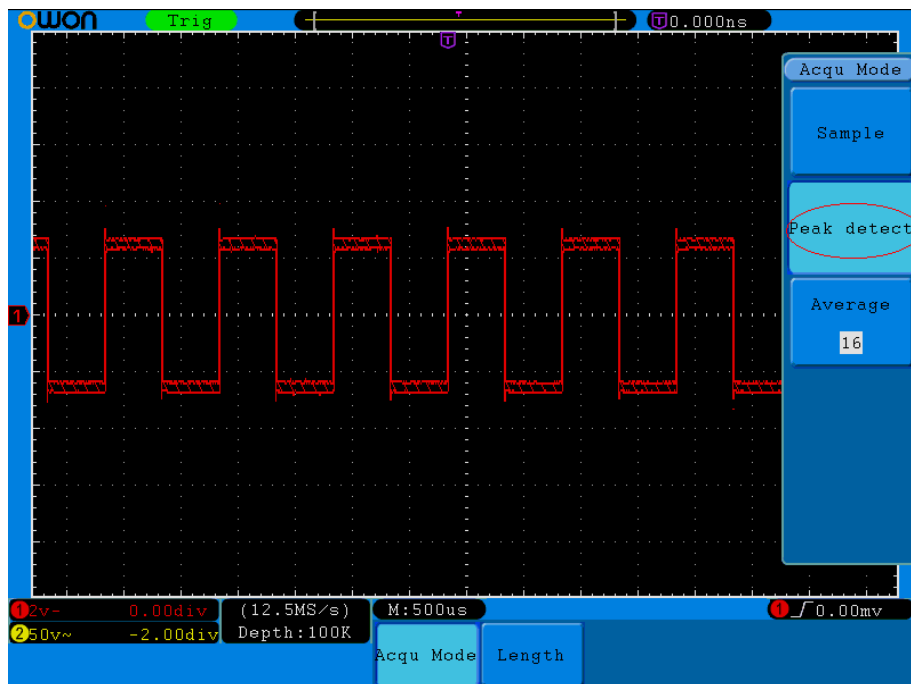 OWON Trig T 0.000ns
T
Acqu Mode
Sample
Peak detect
Average
16
1
1 2v- 0.00div (12.5MS/s) M:500us 1 0.00mv
2 50v~ -2.00div Depth:100K
Acqu Mode Length